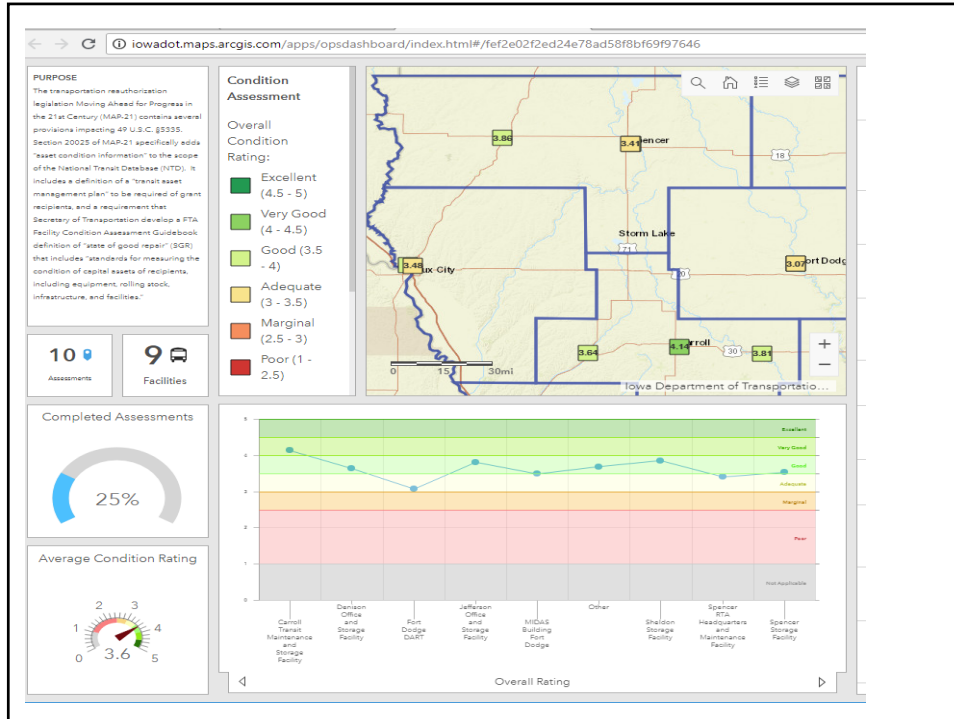 iowadot.maps.arcgis.com/apps/opsdashboard/index.html#/fef2e02f2ed24e78ad58f8bf69f97646
PURPOSE
The transportation reauthorization
legislation Moving Ahead for Progress in
the 21st Century (MAP-21) contains several
provisions impacting 49 U.S.C. §5335.
Section 20025 of MAP-21 specifically adds
"asset condition information" to the scope
of the National Transit Database (NTD). It
includes a definition of a "transit asset
management plan" to be required of grant
recipients, and a requirement that
Secretary of Transportation develop a FTA
Facility Condition Assessment Guidebook
definition of "state of good repair" (SGR)
that includes "standards for measuring the
condition of capital assets of recipients,
including equipment, rolling stock,
infrastructure, and facilities."
10
Assessments
9
Facilities
Completed Assessments
25%
Average Condition Rating
0 1 2 3 4 5
3.6
Condition
Assessment
Overall
Condition
Rating:
Excellent
(4.5 - 5)
Very Good
(4 - 4.5)
Good (3.5
- 4)
Adequate
(3 - 3.5)
Marginal
(2.5 - 3)
Poor (1 -
2.5)
3.86
3.41 encer
18
Storm Lake
71
3.48 ux City
20
3.07 ort Dodg
3.64
4.14 rroll
30
3.81
+
−
0 15 30mi
Iowa Department of Transportatio...
5
4
3
2
1
0
Excellent
Very Good
Good
Adequate
Marginal
Poor
Not Applicable
Carroll
Transit
Maintenance
and
Storage
Facility
Denison
Office
and
Storage
Facility
Fort
Dodge
DART
Jefferson
Office
and
Storage
Facility
MIDAS
Building
Fort
Dodge
Other
Sheldon
Storage
Facility
Spencer
RTA
Headquarters
and
Maintenance
Facility
Spencer
Storage
Facility
Overall Rating